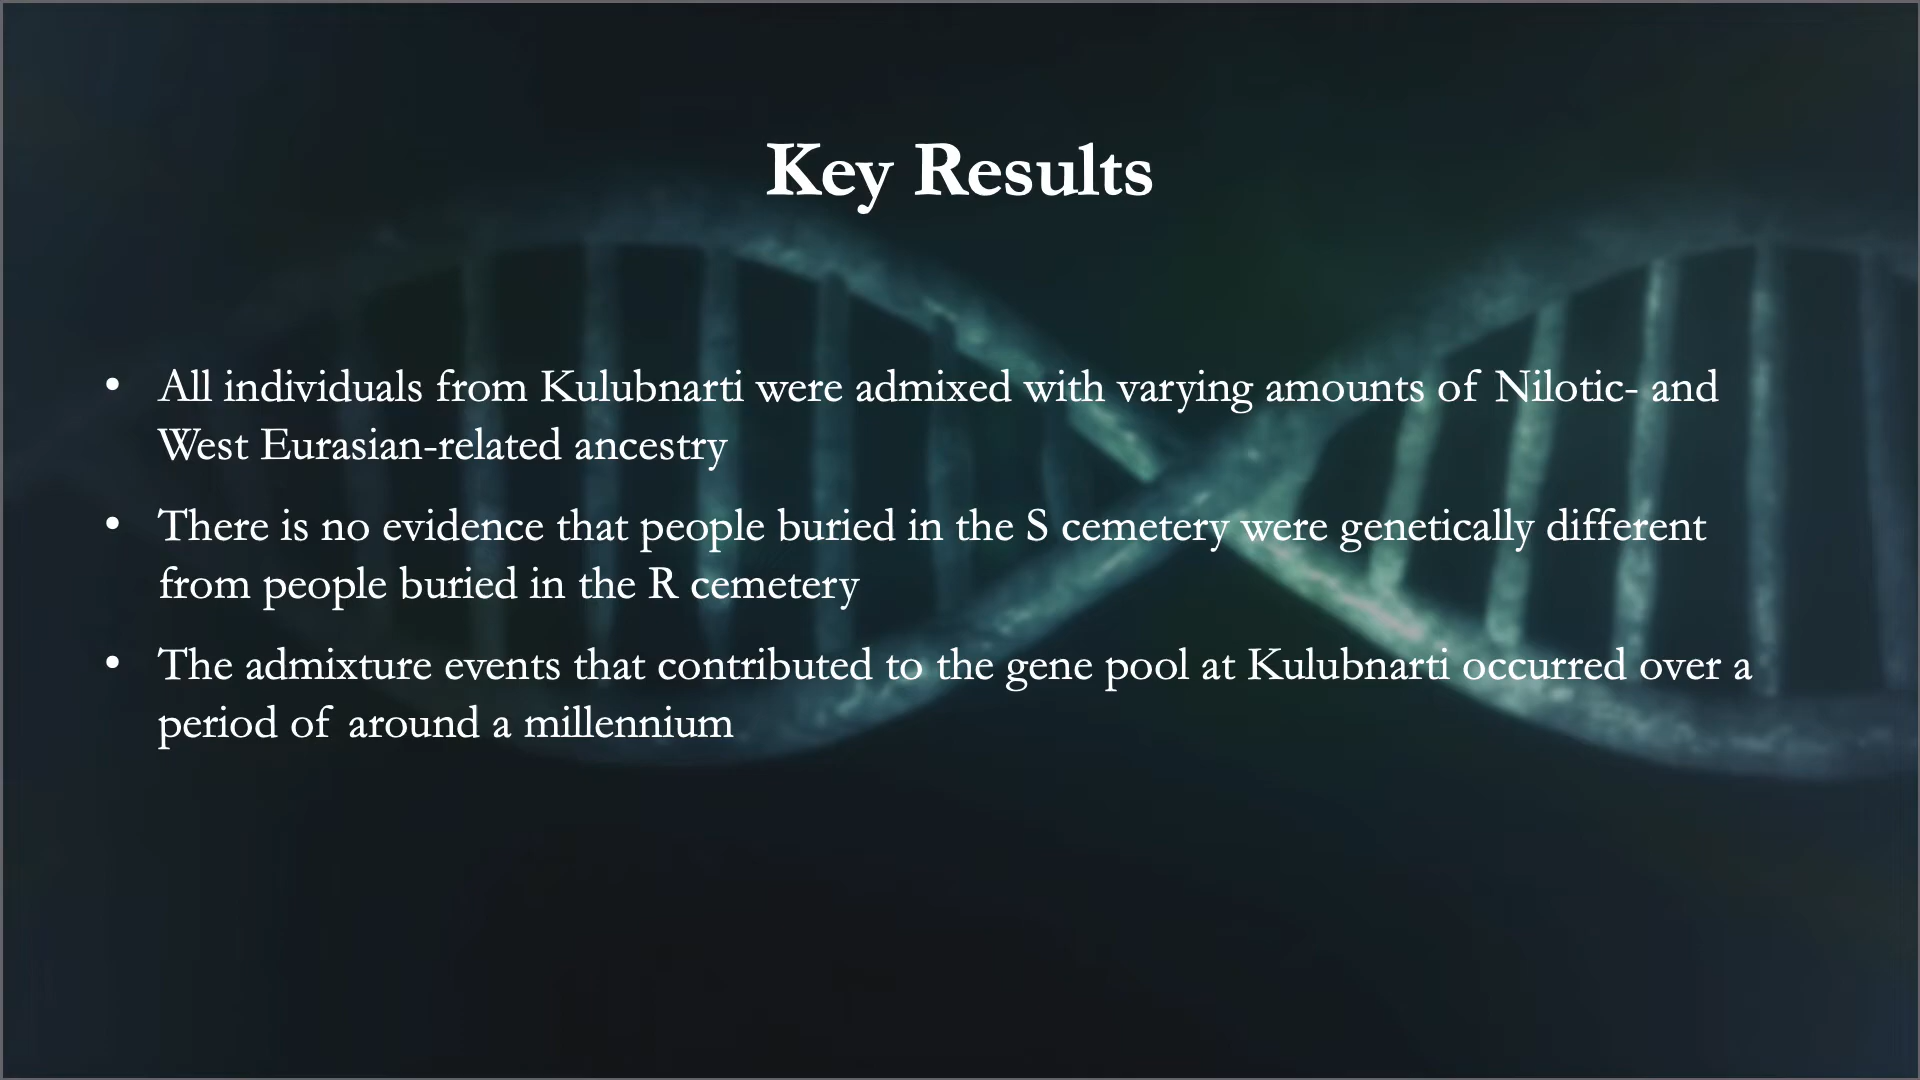 Key Results
• All individuals from Kulubnarti were admixed with varying amounts of Nilotic- and
West Eurasian-related ancestry
• There is no evidence that people buried in the S cemetery were genetically different
from people buried in the R cemetery
• The admixture events that contributed to the gene pool at Kulubnarti occurred over a
period of around a millennium